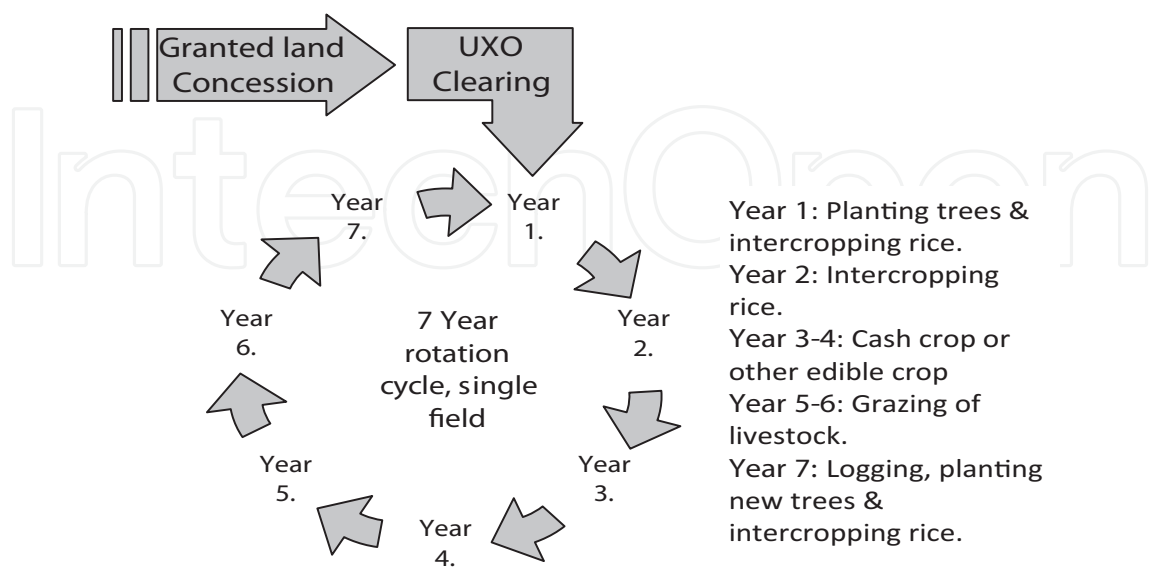 Granted land
Concession
UXO
Clearing
IntechOpen
Year
7.
Year
1.
Year
6.
7 Year
rotation
cycle, single
field
Year
2.
Year
5.
Year
3.
Year
4.
Year 1: Planting trees &
intercropping rice.
Year 2: Intercropping
rice.
Year 3-4: Cash crop or
other edible crop
Year 5-6: Grazing of
livestock.
Year 7: Logging, planting
new trees &
intercropping rice.